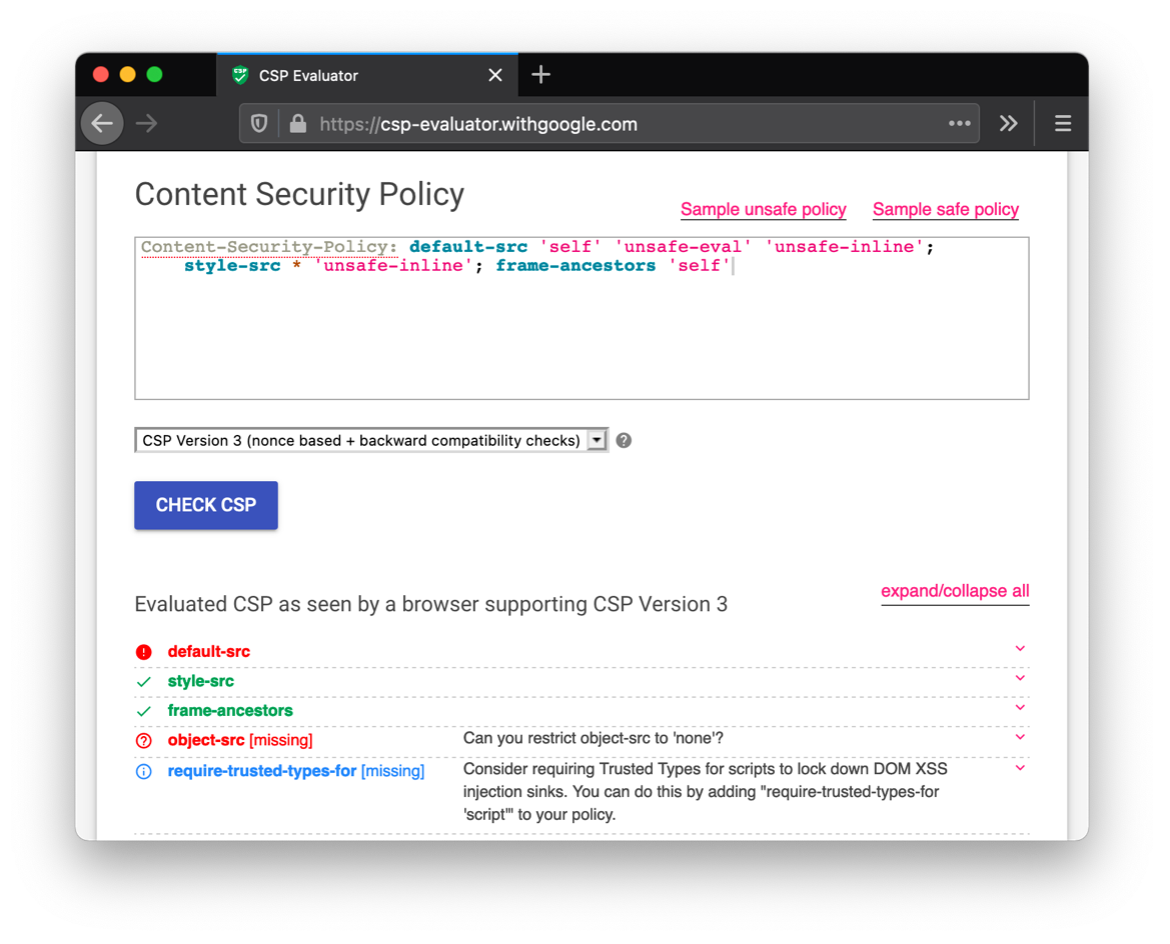 CSP Evaluator
https://csp-evaluator.withgoogle.com
Content Security Policy
Sample unsafe policy Sample safe policy
Content-Security-Policy: default-src 'self' 'unsafe-eval' 'unsafe-inline';
style-src * 'unsafe-inline'; frame-ancestors 'self'
CSP Version 3 (nonce based + backward compatibility checks)
CHECK CSP
expand/collapse all
Evaluated CSP as seen by a browser supporting CSP Version 3
default-src
style-src
frame-ancestors
object-src [missing] Can you restrict object-src to 'none'?
require-trusted-types-for [missing] Consider requiring Trusted Types for scripts to lock down DOM XSS
injection sinks. You can do this by adding "require-trusted-types-for
'script'" to your policy.